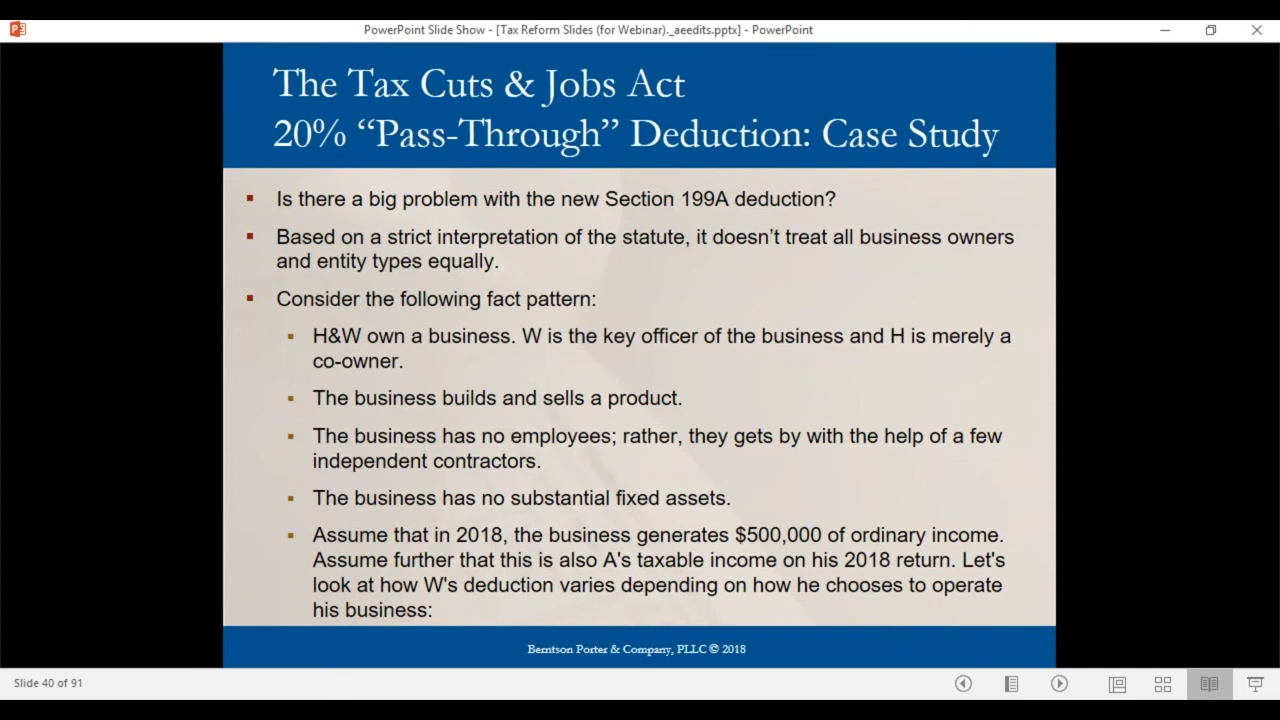 PowerPoint Slide Show - [Tax Reform Slides (for Webinar)._aeedits.pptx] - PowerPoint
The Tax Cuts & Jobs Act
20% “Pass-Through” Deduction: Case Study
Is there a big problem with the new Section 199A deduction?
Based on a strict interpretation of the statute, it doesn’t treat all business owners
and entity types equally.
Consider the following fact pattern:
H&W own a business. W is the key officer of the business and H is merely a
co-owner.
The business builds and sells a product.
The business has no employees; rather, they gets by with the help of a few
independent contractors.
The business has no substantial fixed assets.
Assume that in 2018, the business generates $500,000 of ordinary income.
Assume further that this is also A's taxable income on his 2018 return. Let's
look at how W's deduction varies depending on how he chooses to operate
his business:
Berntson Porter & Company, PLLC © 2018
Slide 40 of 91